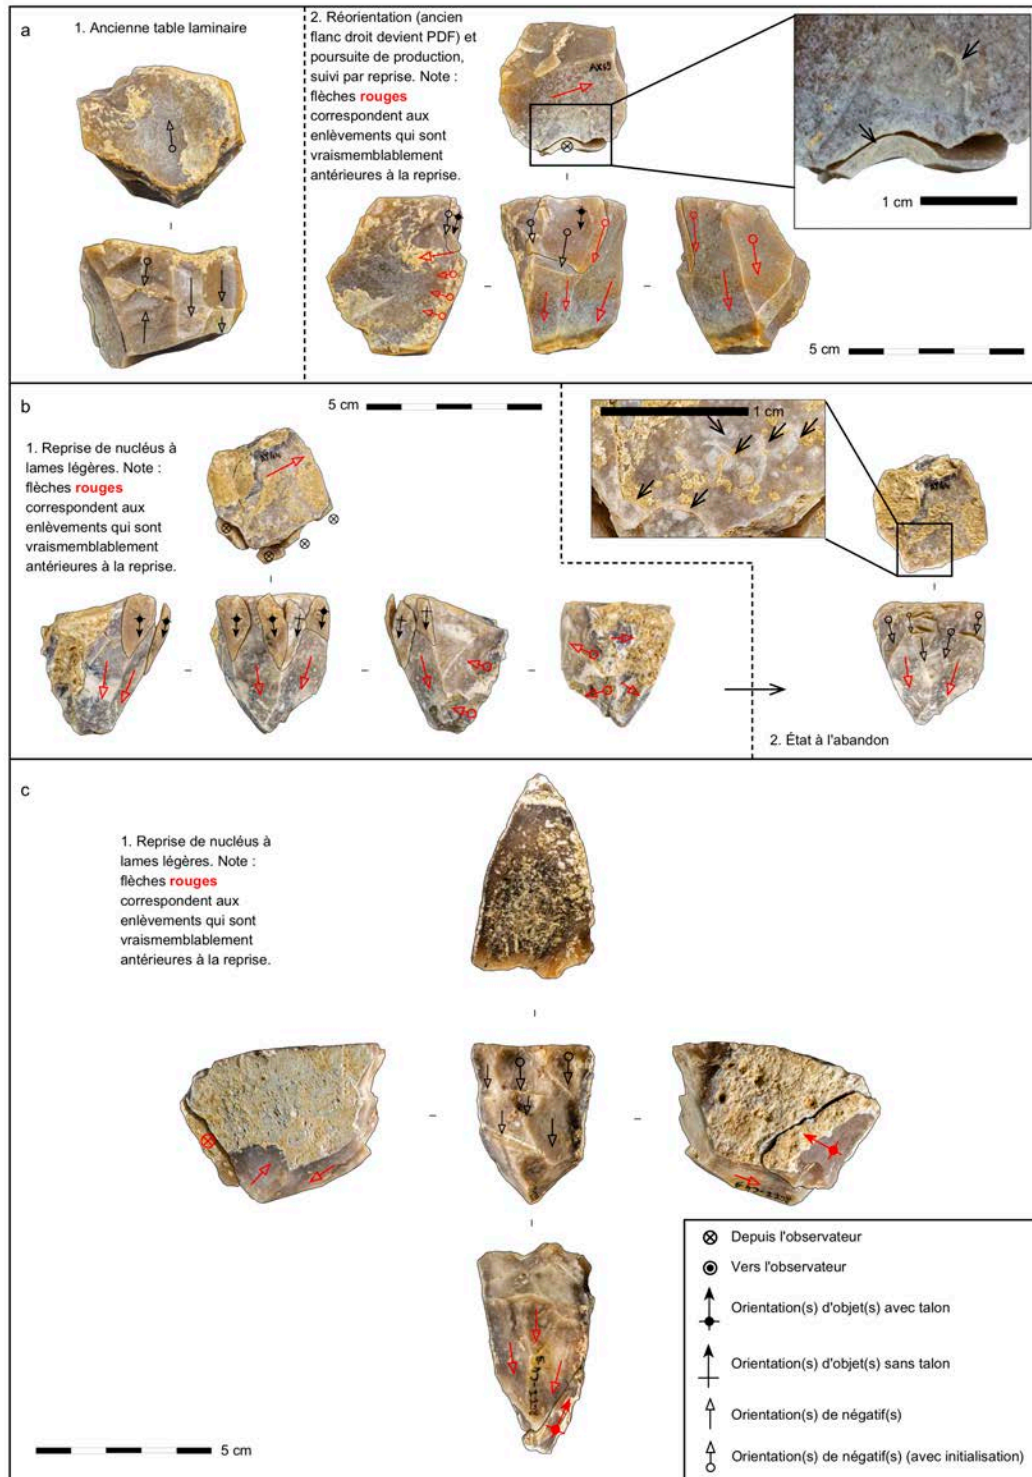 a
1. Ancienne table laminaire
2. Réorientation (ancien
flanc droit devient PDF) et
poursuite de production,
suivi par reprise. Note :
flèches rouges
correspondent aux
enlèvements qui sont
vraismemblablement
antérieures à la reprise.
1 cm
5 cm
b
5 cm
1. Reprise de nucléus à
lames légères. Note :
flèches rouges
correspondent aux
enlèvements qui sont
vraismemblablement
antérieures à la reprise.
1 cm
2. État à l'abandon
c
1. Reprise de nucléus à
lames légères. Note :
flèches rouges
correspondent aux
enlèvements qui sont
vraismemblablement
antérieures à la reprise.
5 cm
Depuis l'observateur
Vers l'observateur
Orientation(s) d'objet(s) avec talon
Orientation(s) d'objet(s) sans talon
Orientation(s) de négatif(s)
Orientation(s) de négatif(s) (avec initialisation)